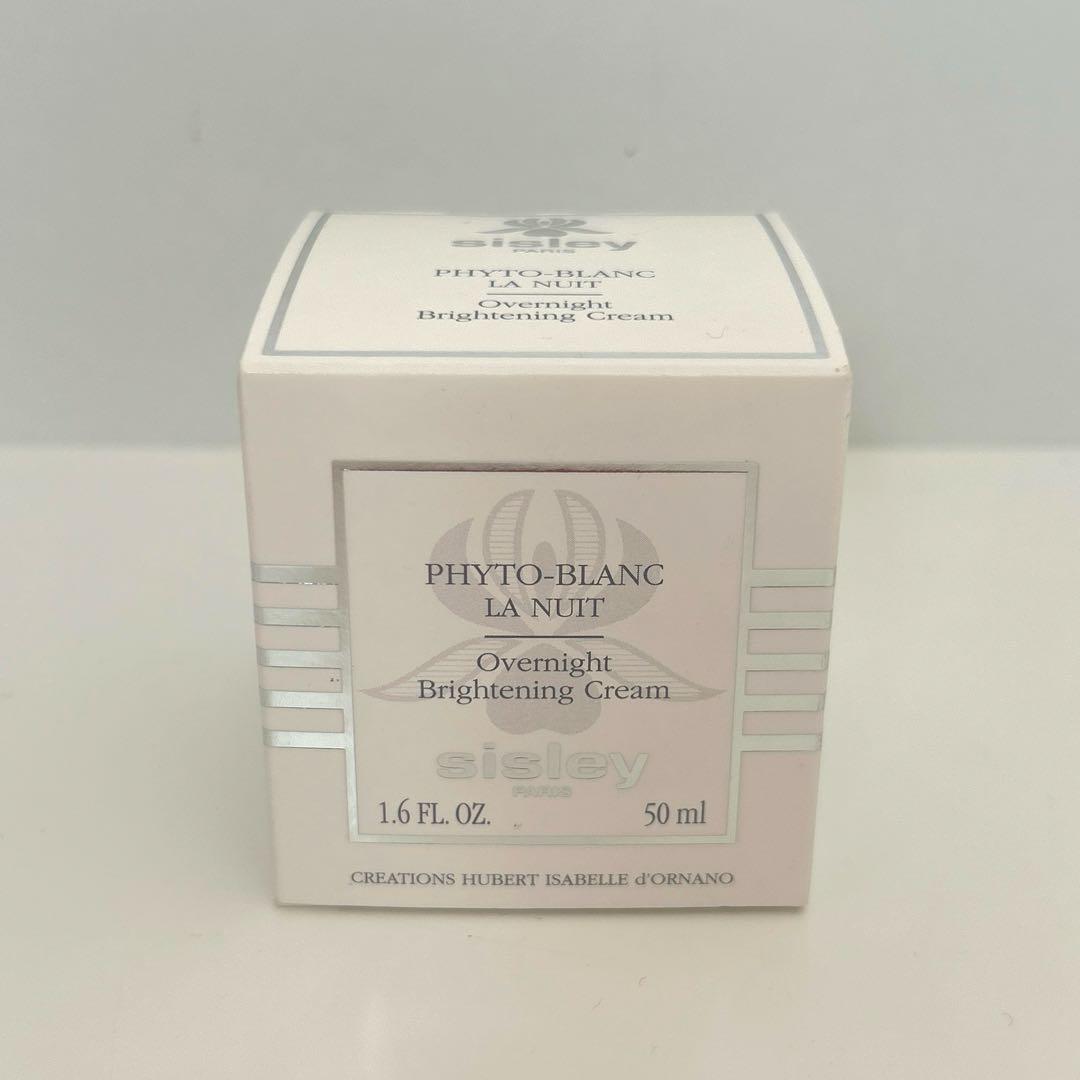 sisley
PARIS
PHYTO-BLANC
LA NUIT
Overnight
Brightening Cream
PHYTO-BLANC
LA NUIT
Overnight
Brightening Cream
sisley
PARIS
1.6 FL. OZ. 50 ml
CREATIONS HUBERT ISABELLE d'ORNANO